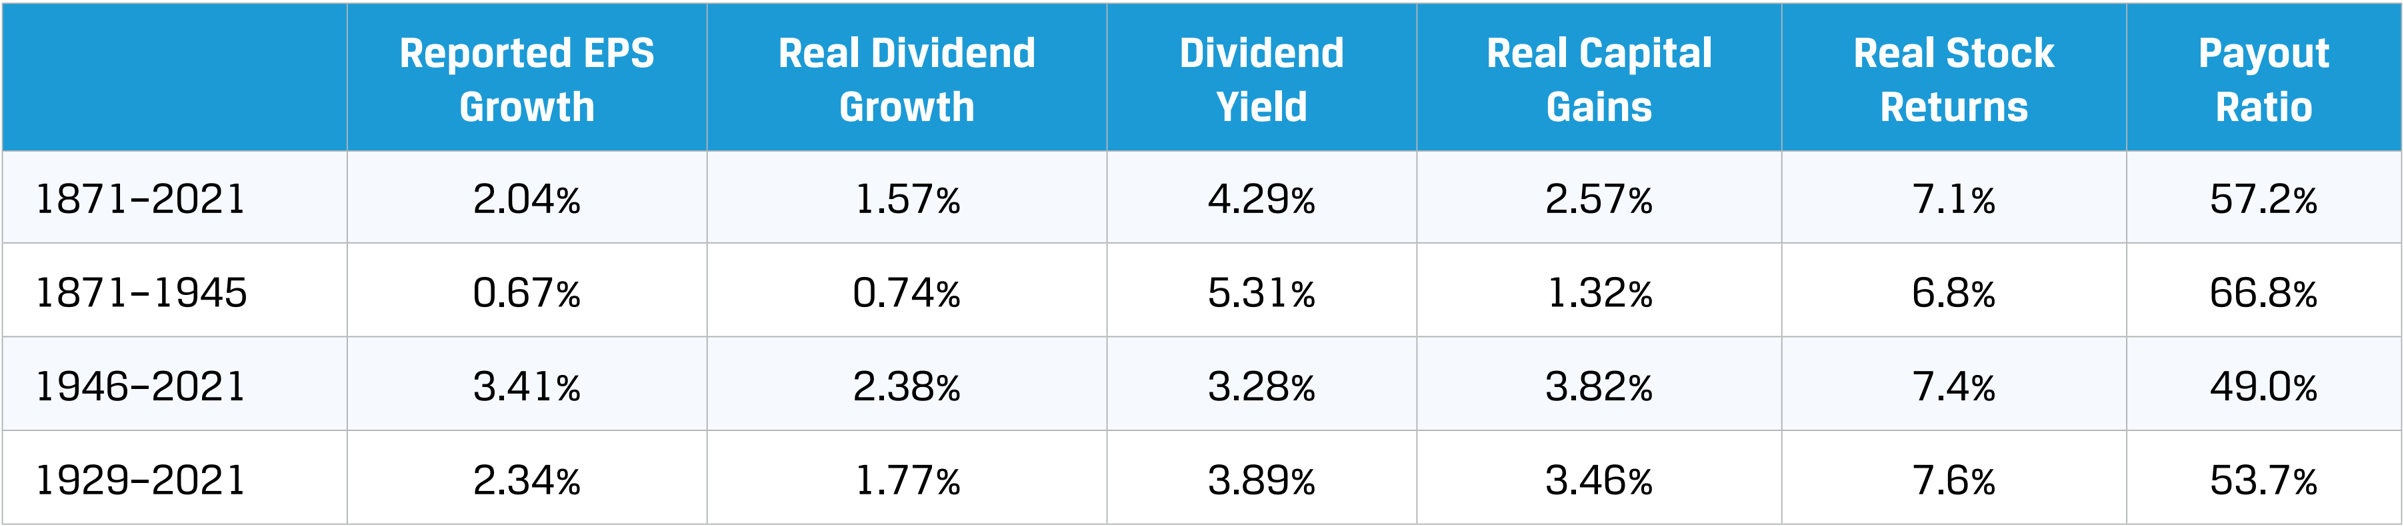 Reported EPS Growth Real Dividend Growth Dividend Yield Real Capital Gains Real Stock Returns Payout Ratio
1871–2021 2.04% 1.57% 4.29% 2.57% 7.1% 57.2%
1871–1945 0.67% 0.74% 5.31% 1.32% 6.8% 66.8%
1946–2021 3.41% 2.38% 3.28% 3.82% 7.4% 49.0%
1929–2021 2.34% 1.77% 3.89% 3.46% 7.6% 53.7%